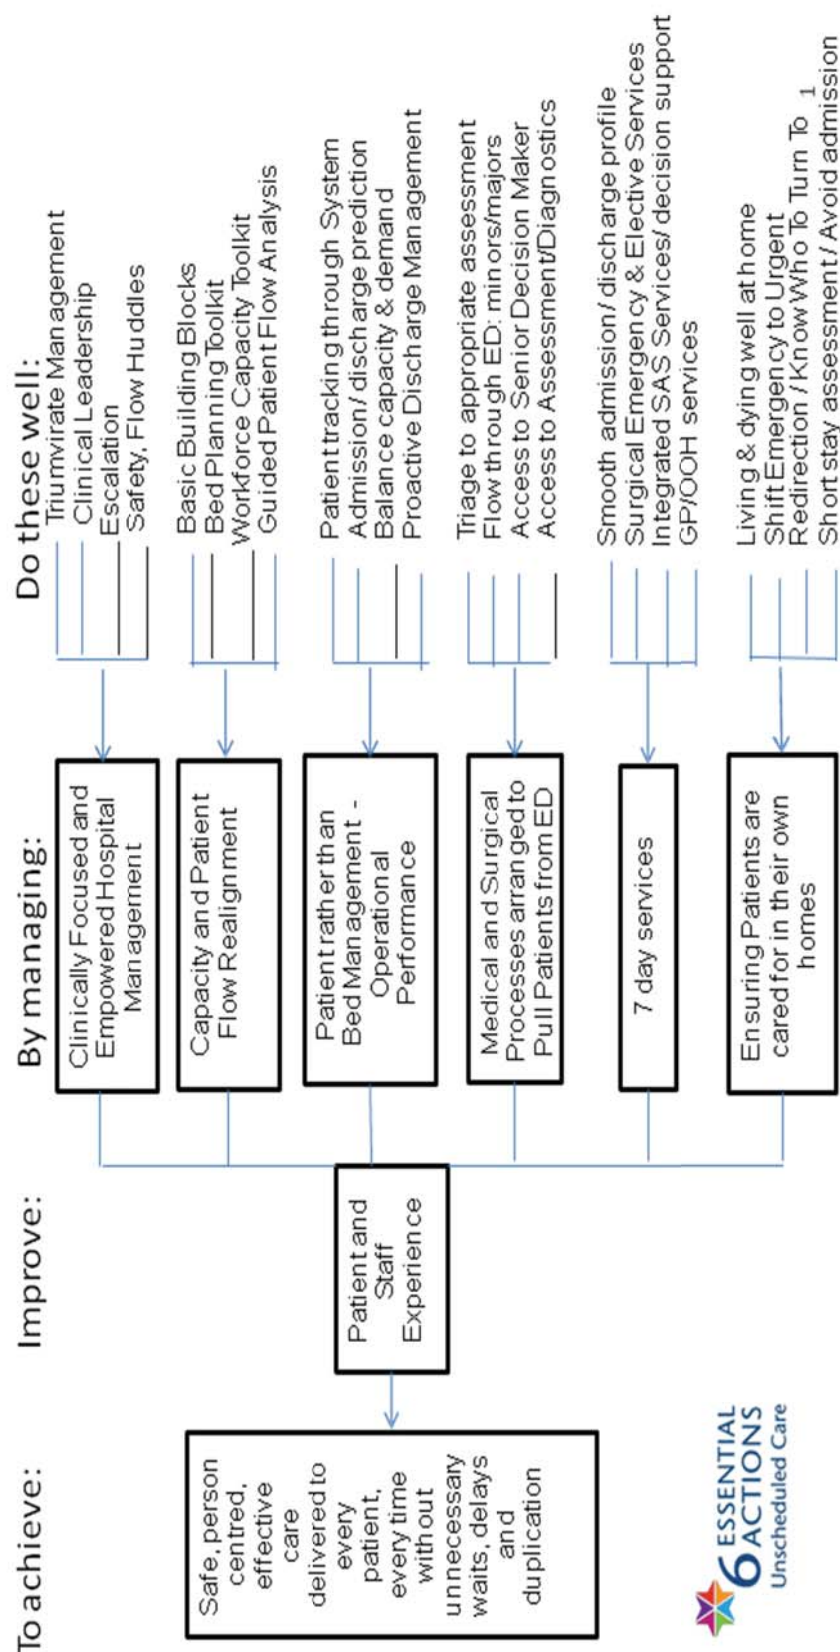 To achieve:
Improve:
By managing:
Do these well:
Safe, person
centred,
effective
care
delivered to
every
patient,
every time
without
unnecessary
waits, delays
and
duplication
Patient and
Staff
Experience
Clinically Focused and
Empowered Hospital
Management
Triumvirate Management
Clinical Leadership
Escalation
Safety, Flow Huddles
Capacity and Patient
Flow Realignment
Basic Building Blocks
Bed Planning Toolkit
Workforce Capacity Toolkit
Guided Patient Flow Analysis
Patient rather than
Bed Management -
Operational
Performance
Patient tracking through System
Admission/ discharge prediction
Balance capacity & demand
Proactive Discharge Management
Medical and Surgical
Processes arranged to
Pull Patients from ED
Triage to appropriate assessment
Flow through ED: minors/majors
Access to Senior Decision Maker
Access to Assessment/Diagnostics
7 day services
Smooth admission/ discharge profile
Surgical Emergency & Elective Services
Integrated SAS Services/ decision support
GP/OOH services
Ensuring Patients are
cared for in their own
homes
Living & dying well at home
Shift Emergency to Urgent
Redirection / Know Who To Turn To
Short stay assessment / Avoid admission
1
6 ESSENTIAL
ACTIONS
Unscheduled Care